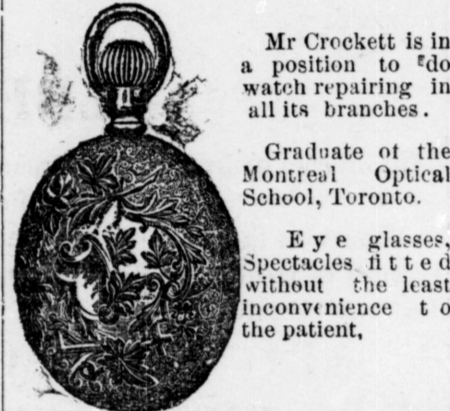 Mr Crockett is in
a position to do
watch repairing in
all its branches.
Graduate of the
Montreal Optical
School, Toronto.
Eye glasses,
Spectacles fitted
without the least
inconvenience to
the patient,